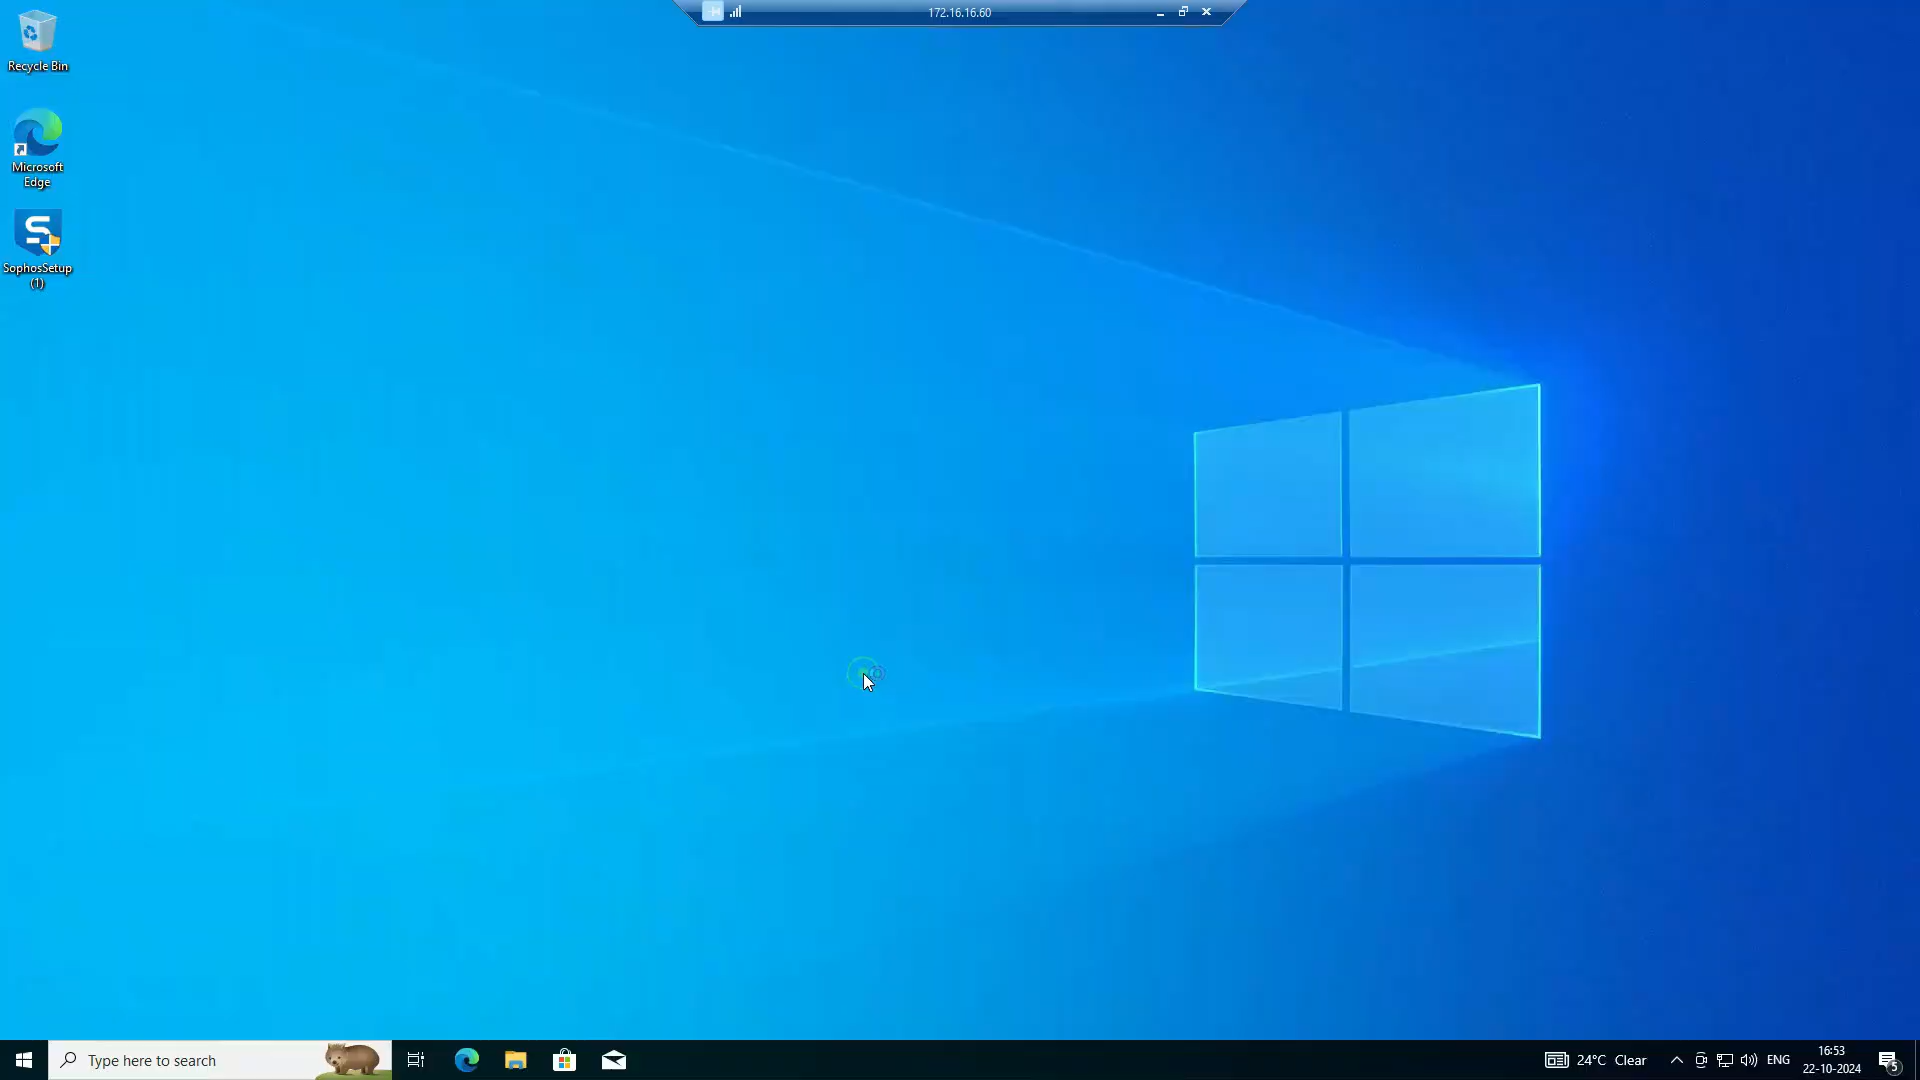 172.16.16.60
Recycle Bin
Microsoft
Edge
SophosSetup
(1)
Type here to search
24°C Clear
ENG
16:53
22-10-2024
5